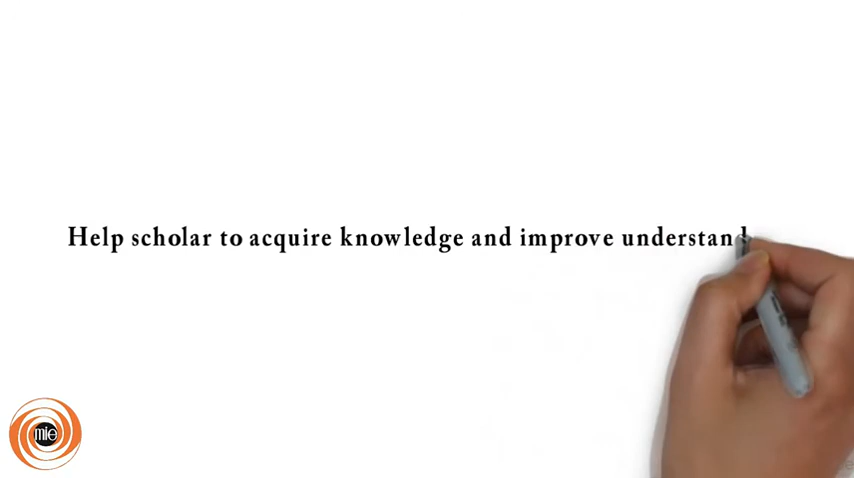 Help scholar to acquire knowledge and improve understan
mie